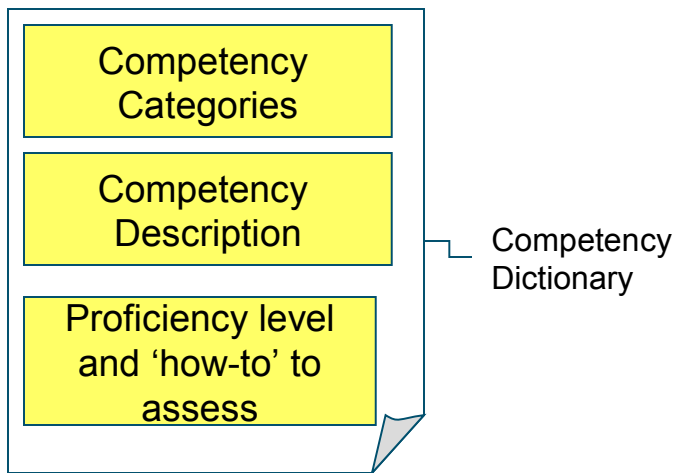 Competency
Categories
Competency
Description
Proficiency level
and ‘how-to’ to
assess
Competency
Dictionary